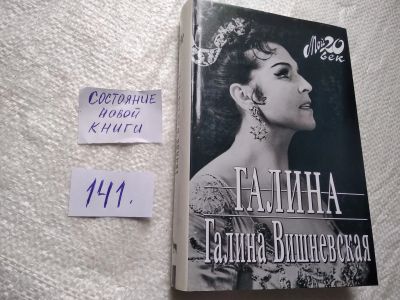 СОСТОЯНИЕ
НОВОЙ
КНИГИ
141.
Мой 20
век
ГАЛИНА
Галина Вишневская